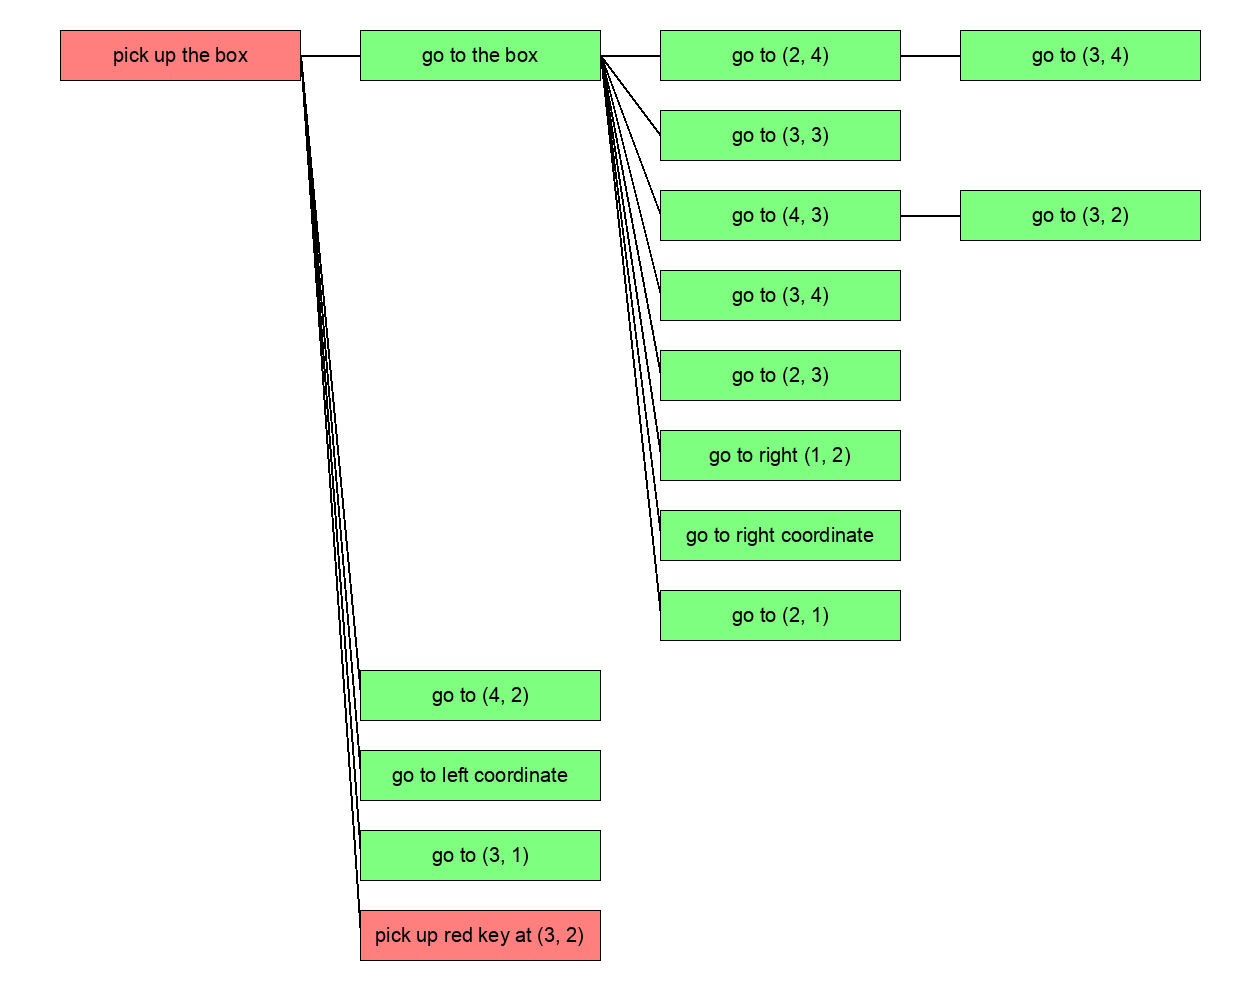 pick up the box
go to the box
go to (2, 4)
go to (3, 4)
go to (3, 3)
go to (4, 3)
go to (3, 2)
go to (3, 4)
go to (2, 3)
go to right (1, 2)
go to right coordinate
go to (2, 1)
go to (4, 2)
go to left coordinate
go to (3, 1)
pick up red key at (3, 2)